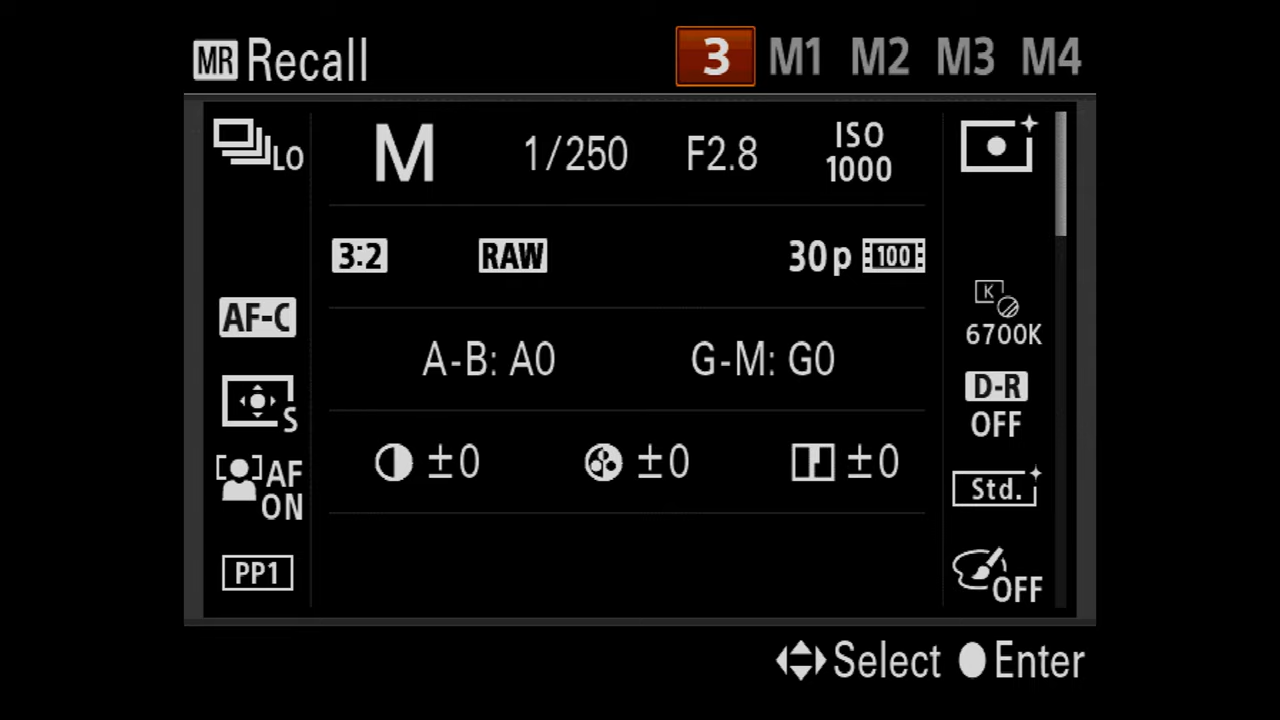 MR Recall 3 M1 M2 M3 M4
LO M 1/250 F2.8 ISO 1000
3:2 RAW 30p 100
K 6700K
AF-C
A-B: A0 G-M: G0
D-R OFF
S
±0 ±0 ±0
AF ON
Std.
PP1
OFF
Select Enter